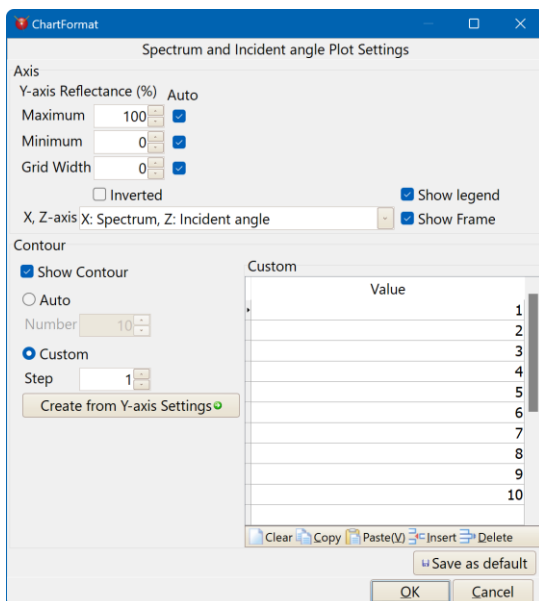 ChartFormat
Spectrum and Incident angle Plot Settings
Axis
Y-axis Reflectance (%) Auto
Maximum 100
Minimum 0
Grid Width 0
Inverted Show legend
X, Z-axis X: Spectrum, Z: Incident angle Show Frame
Contour
Show Contour
Auto
Number 10
Custom
Step 1
Create from Y-axis Settings
Custom
Value
1
2
3
4
5
6
7
8
9
10
Clear Copy Paste(V) Insert Delete
Save as default
OK Cancel